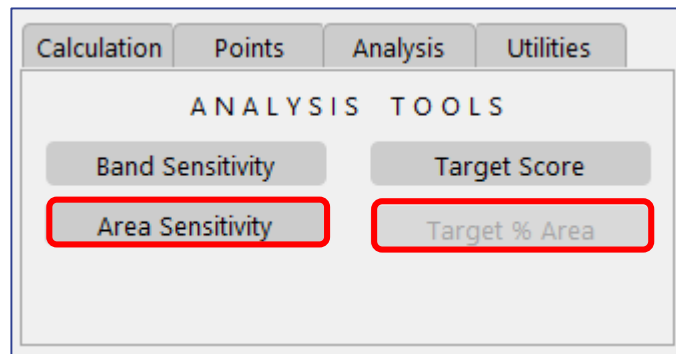 Calculation Points Analysis Utilities
ANALYSIS TOOLS
Band Sensitivity Target Score
Area Sensitivity Target % Area